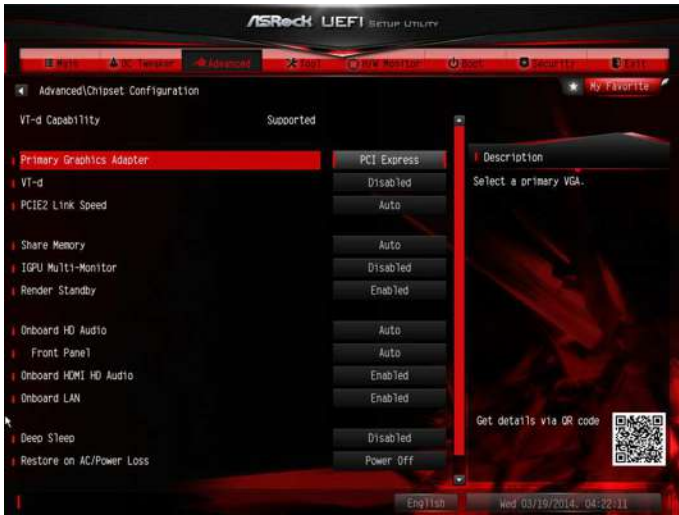 ASRock UEFI SETUP UTILITY
Main OC Tweaker Advanced Tool H/W Monitor Boot Security Exit
Advanced\Chipset Configuration
My Favorite
VT-d Capability Supported
Primary Graphics Adapter PCI Express
VT-d Disabled
PCIE2 Link Speed Auto
Share Memory Auto
IGPU Multi-Monitor Disabled
Render Standby Enabled
Onboard HD Audio Auto
Front Panel Auto
Onboard HDMI HD Audio Enabled
Onboard LAN Enabled
Deep Sleep Disabled
Restore on AC/Power Loss Power Off
Description
Select a primary VGA.
Get details via QR code
English
Wed 03/19/2014. 04:22:11